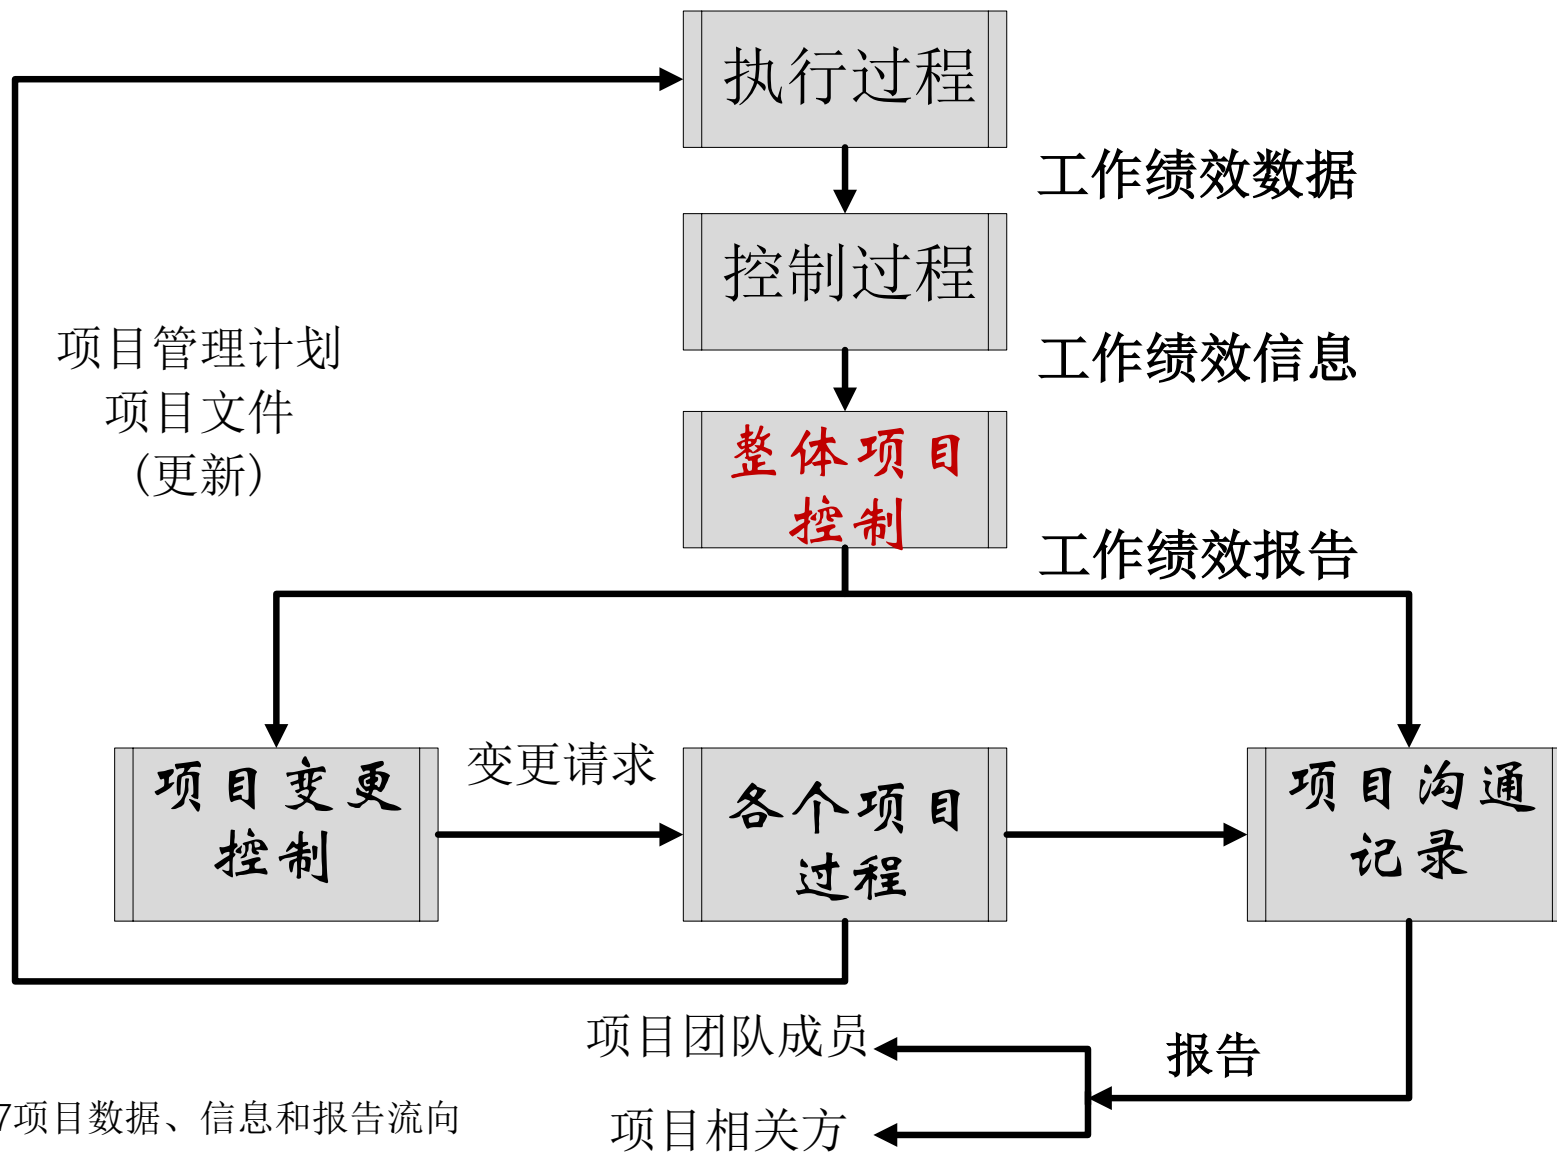 执行过程
工作绩效数据
控制过程
工作绩效信息
项目管理计划
项目文件
(更新)
整体项目
控制
工作绩效报告
项目变更
控制
变更请求
各个项目
过程
项目沟通
记录
项目团队成员
报告
项目相关方
7项目数据、信息和报告流向